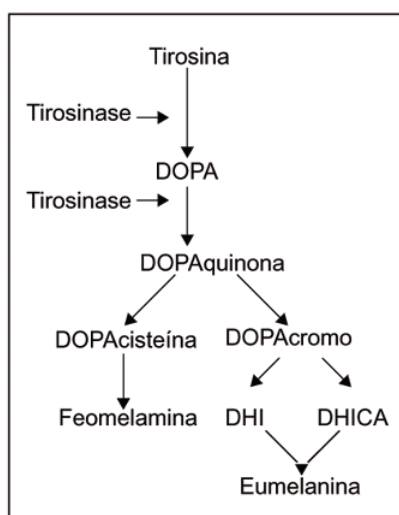 Tirosina
Tirosinase
DOPA
Tirosinase
DOPAquinona
DOPAcisteína DOPAcromo
Feomelamina DHI DHICA
Eumelanina